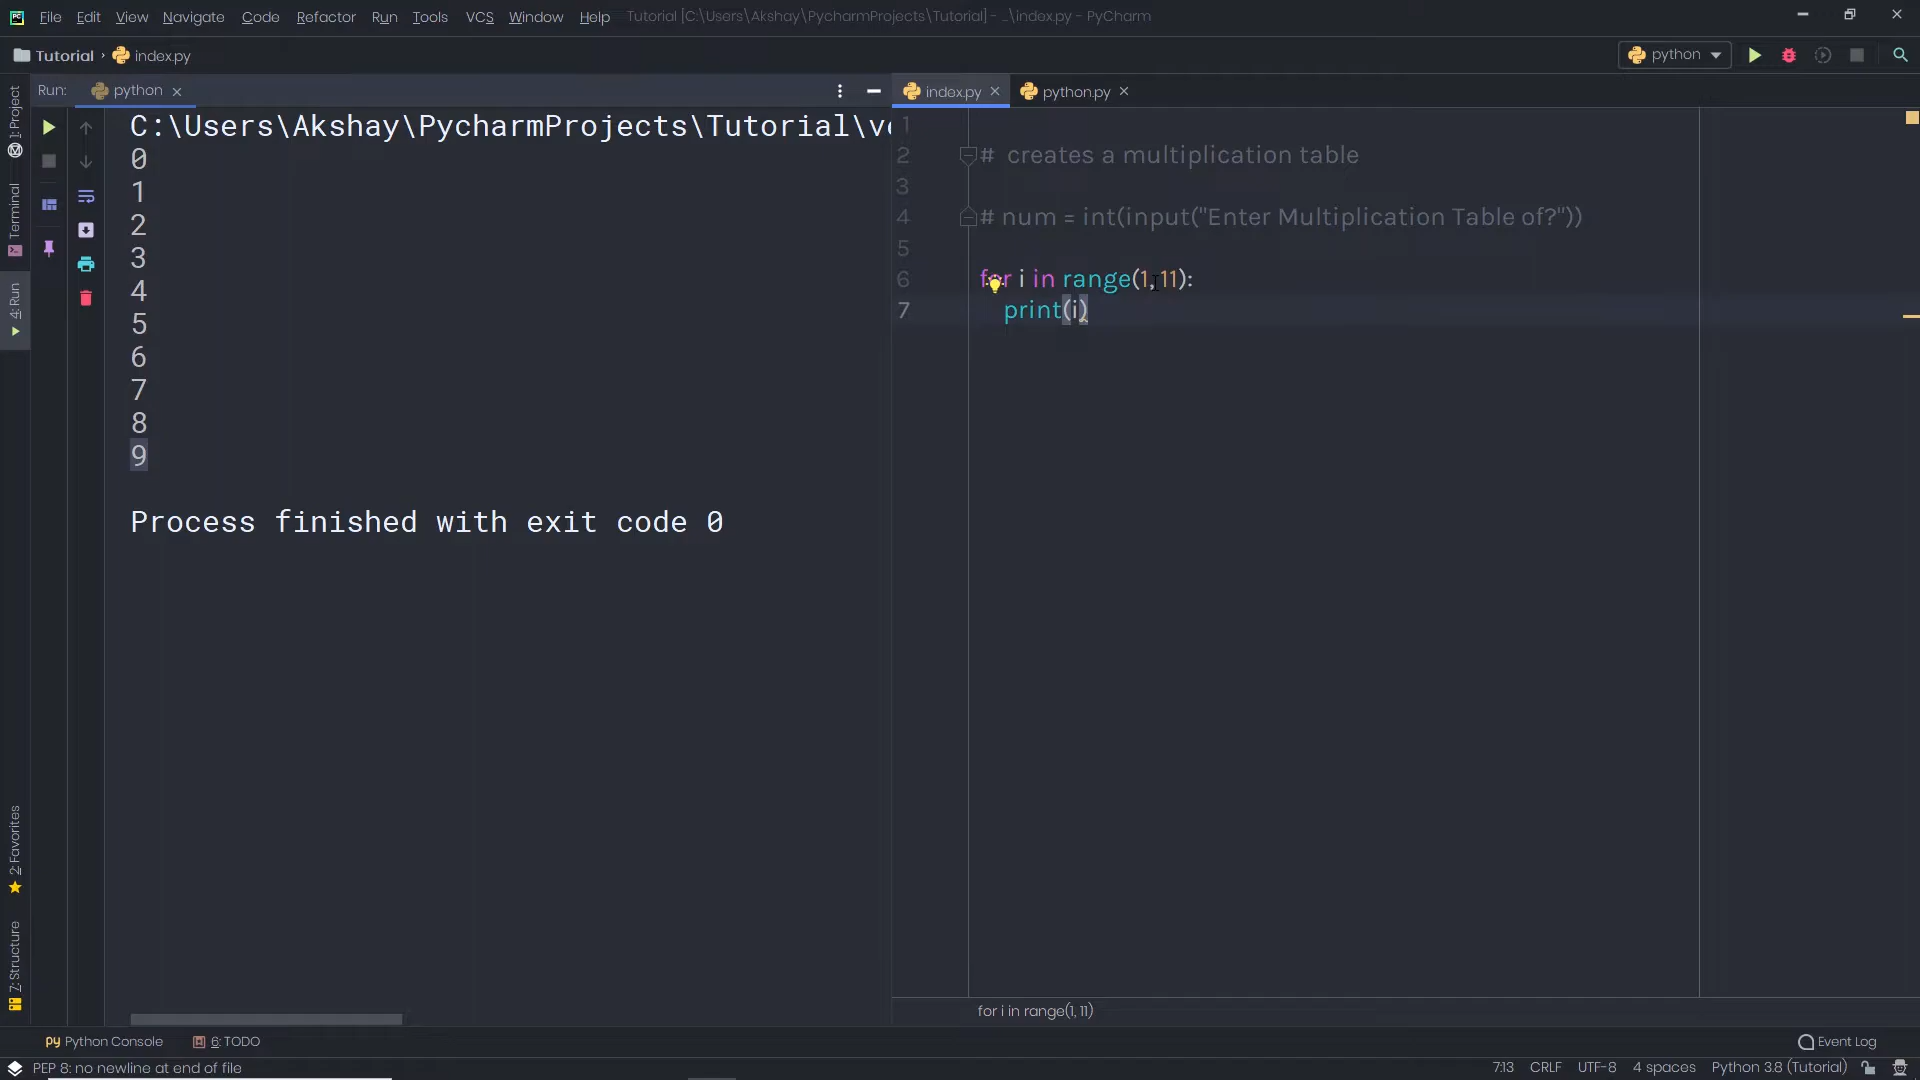 PC File Edit View Navigate Code Refactor Run Tools VCS Window Help Tutorial [C:\Users\Akshay\PycharmProjects\Tutorial] - ...\index.py - PyCharm
Tutorial index.py python
Run: python index.py python.py
1: Project
Terminal
4: Run
2: Favorites
7: Structure
C:\Users\Akshay\PycharmProjects\Tutorial\v
0
1
2
3
4
5
6
7
8
9
Process finished with exit code 0
1
2 # creates a multiplication table
3
4 # num = int(input("Enter Multiplication Table of?"))
5
6 for i in range(1,11):
7 print(i)
for i in range(1, 11)
Python Console 6: TODO Event Log
PEP 8: no newline at end of file 7:13 CRLF UTF-8 4 spaces Python 3.8 (Tutorial)